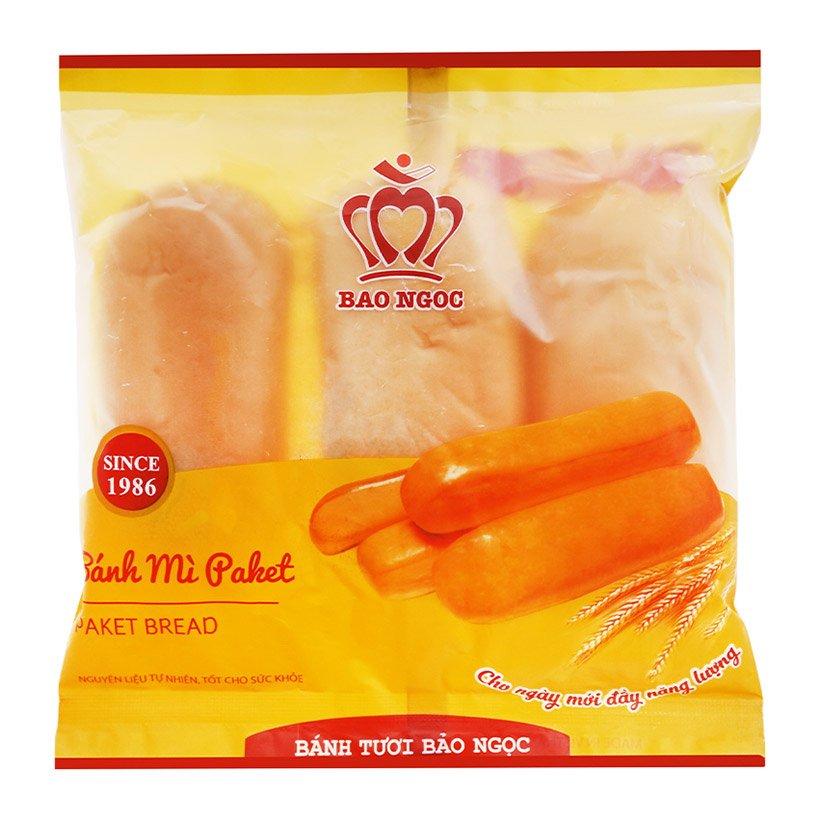 BAO NGOC
SINCE
1986
Bánh Mì Paket
PAKET BREAD
NGUYÊN LIỆU TỰ NHIÊN, TỐT CHO SỨC KHỎE
Cho ngày mới đầy năng lượng
BÁNH TƯƠI BẢO NGỌC